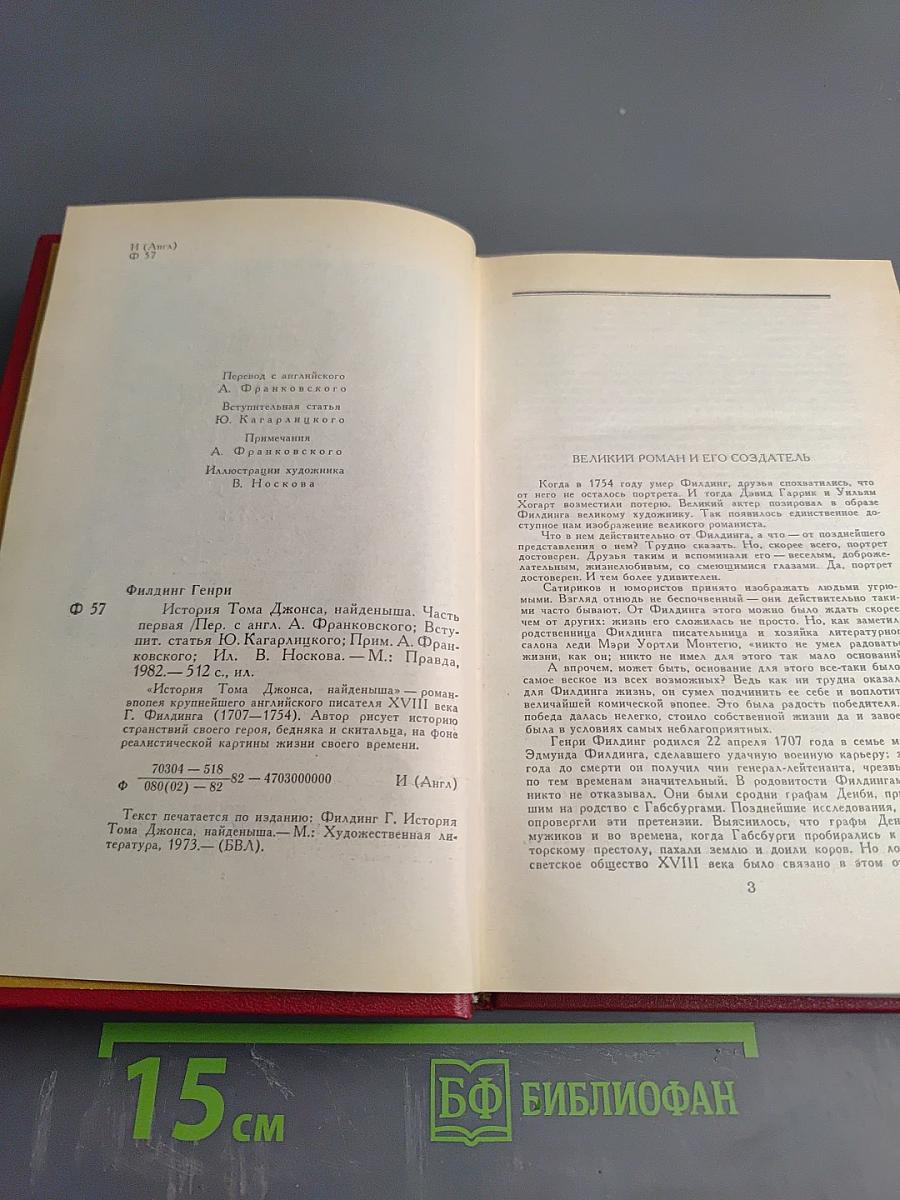 И (Англ)
Ф 57
Перевод с английского
А. Франковского
Вступительная статья
Ю. Кагарлицкого
Примечания
А. Франковского
Иллюстрации художника
В. Носкова
Филдинг Генри
Ф 57 История Тома Джонса, найденыша. Часть
первая /Пер. с англ. А. Франковского; Всту-
пит. статья Ю. Кагарлицкого; Прим. А. Фран-
ковского; Ил. В. Носкова. — М.: Правда,
1982.— 512 с., ил.
«История Тома Джонса, найденыша» — роман-
эпопея крупнейшего английского писателя XVIII века
Г. Филдинга (1707—1754). Автор рисует историю
странствий своего героя, бедняка и скитальца, на фоне
реалистической картины жизни своего времени.
70304 — 518
Ф 080(02) — 82 82 — 4703000000 И (Англ)
Текст печатается по изданию: Филдинг Г. История
Тома Джонса, найденыша.— М.: Художественная ли-
тература, 1973.— (БВЛ).
ВЕЛИКИЙ РОМАН И ЕГО СОЗДАТЕЛЬ
Когда в 1754 году умер Филдинг, друзья спохватились, что
от него не осталось портрета. И тогда Дэвид Гаррик и Уильям
Хогарт возместили потерю. Великий актер позировал в образе
Филдинга великому художнику. Так появилось единственное до-
ступное нам изображение великого романиста.
Что в нем действительно от Филдинга, а что — от позднейшего
представления о нем? Трудно сказать. Но, скорее всего, портрет
достоверен. Друзья таким и вспоминали его — веселым, доброже-
лательным, жизнелюбивым, со смеющимися глазами. Да, портрет
достоверен. И тем более удивителен.
Сатириков и юмористов принято изображать людьми угрю-
мыми. Взгляд отнюдь не беспочвенный — они действительно таки-
ми часто бывают. От Филдинга этого можно было ждать скорее
чем от других: жизнь его сложилась не просто. Но, как заметил
родственница Филдинга писательница и хозяйка литературног
салона леди Мэри Уортли Монтегю, «никто не умел радоватьс
жизни, как он; никто не имел для этого так мало оснований
А впрочем, может быть, основание для этого все-таки было
самое веское из всех возможных? Ведь как ни трудна оказал
для Филдинга жизнь, он сумел подчинить ее себе и воплотит
величайшей комической эпопее. Это была радость победителя.
победа далась нелегко, стоило собственной жизни да и завое
была в условиях самых неблагоприятных.
Генри Филдинг родился 22 апреля 1707 года в семье м
Эдмунда Филдинга, сделавшего удачную военную карьеру: з
года до смерти он получил чин генерал-лейтенанта, чрезвы
по тем временам значительный. В родовитости Филдингам
никто не отказывал. Они были сродни графам Денби, пр
шим на родство с Габсбургами. Позднейшие исследования,
опровергли эти претензии. Выяснилось, что графы Ден
мужиков и во времена, когда Габсбурги пробирались к
торскому престолу, пахали землю и доили коров. Но ло
светское общество XVIII века было связано в этом от
3
15 см
БФ БИБЛИОФАН